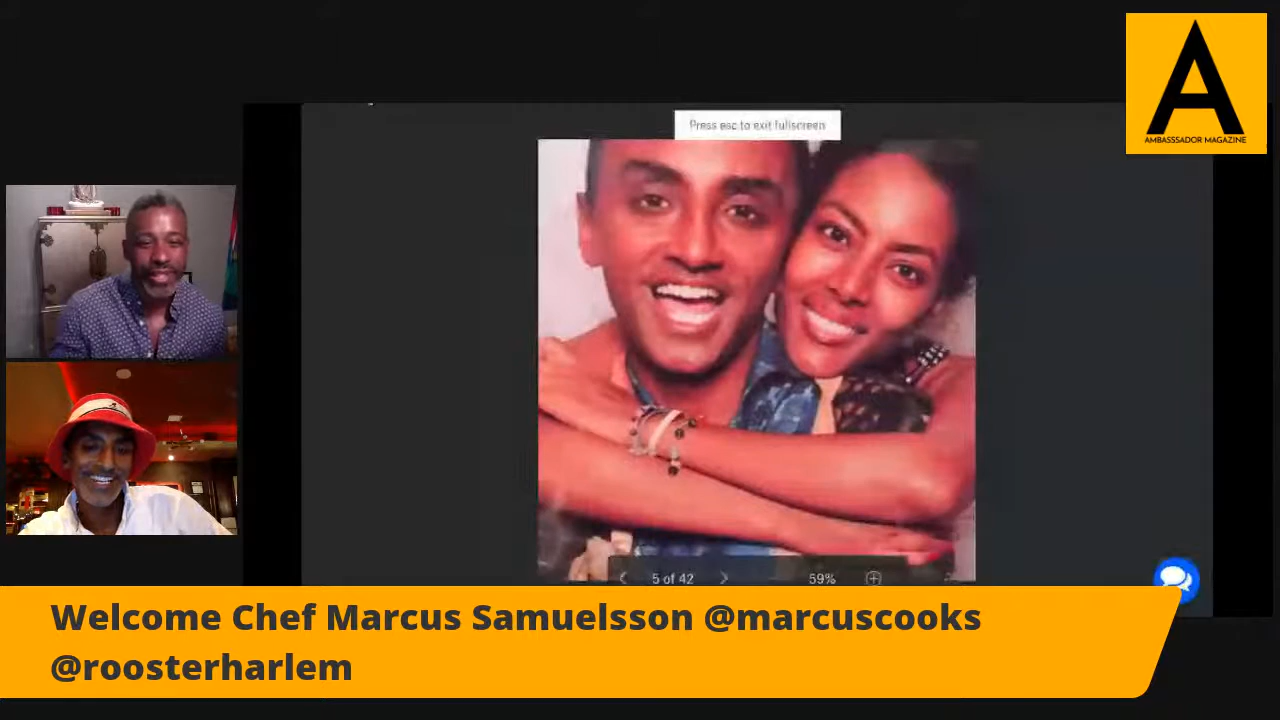 A
AMBASSSADOR MAGAZINE
Press esc to exit fullscreen
5 of 42
59%
Welcome Chef Marcus Samuelsson @marcuscooks
@roosterharlem